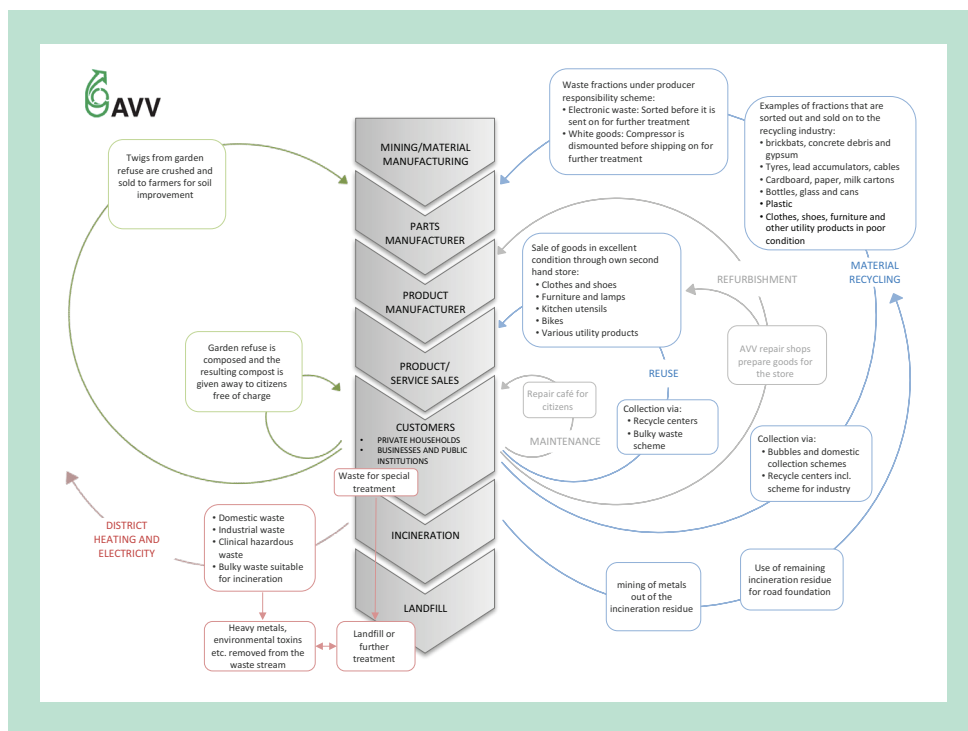 AVV
Waste fractions under producer
responsibility scheme:
• Electronic waste: Sorted before it is
sent on for further treatment
• White goods: Compressor is
dismounted before shipping on for
further treatment
Examples of fractions that are
sorted out and sold on to the
recycling industry:
• brickbats, concrete debris and
gypsum
• Tyres, lead accumulators, cables
• Cardboard, paper, milk cartons
• Bottles, glass and cans
• Plastic
• Clothes, shoes, furniture and
other utility products in poor
condition
Twigs from garden
refuse are crushed and
sold to farmers for soil
improvement
MINING/MATERIAL
MANUFACTURING
PARTS
MANUFACTURER
PRODUCT
MANUFACTURER
PRODUCT/
SERVICE SALES
CUSTOMERS
• PRIVATE HOUSEHOLDS
• BUSINESSES AND PUBLIC
INSTITUTIONS
INCINERATION
LANDFILL
Sale of goods in excellent
condition through own second
hand store:
• Clothes and shoes
• Furniture and lamps
• Kitchen utensils
• Bikes
• Various utility products
REFURBISHMENT
MATERIAL
RECYCLING
Garden refuse is
composed and the
resulting compost is
given away to citizens
free of charge
AVV repair shops
prepare goods for
the store
REUSE
Repair café for
citizens
MAINTENANCE
Collection via:
• Recycle centers
• Bulky waste
scheme
Collection via:
• Bubbles and domestic
collection schemes
• Recycle centers incl.
scheme for industry
Waste for special
treatment
DISTRICT
HEATING AND
ELECTRICITY
• Domestic waste
• Industrial waste
• Clinical hazardous
waste
• Bulky waste suitable
for incineration
mining of metals
out of the
incineration residue
Use of remaining
incineration residue
for road foundation
Heavy metals,
environmental toxins
etc. removed from the
waste stream
Landfill or
further
treatment